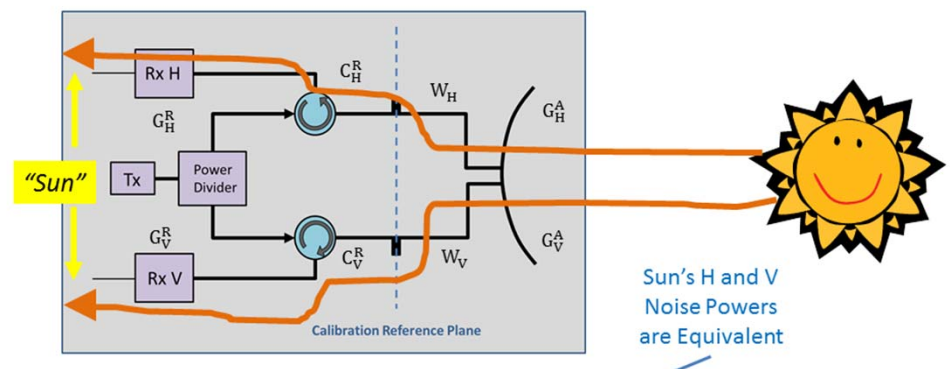 Rx H
C_H^R
W_H
G_H^A
G_H^R
"Sun"
Tx
Power
Divider
G_V^R
C_V^R
W_V
G_V^A
Rx V
Calibration Reference Plane
Sun's H and V
Noise Powers
are Equivalent